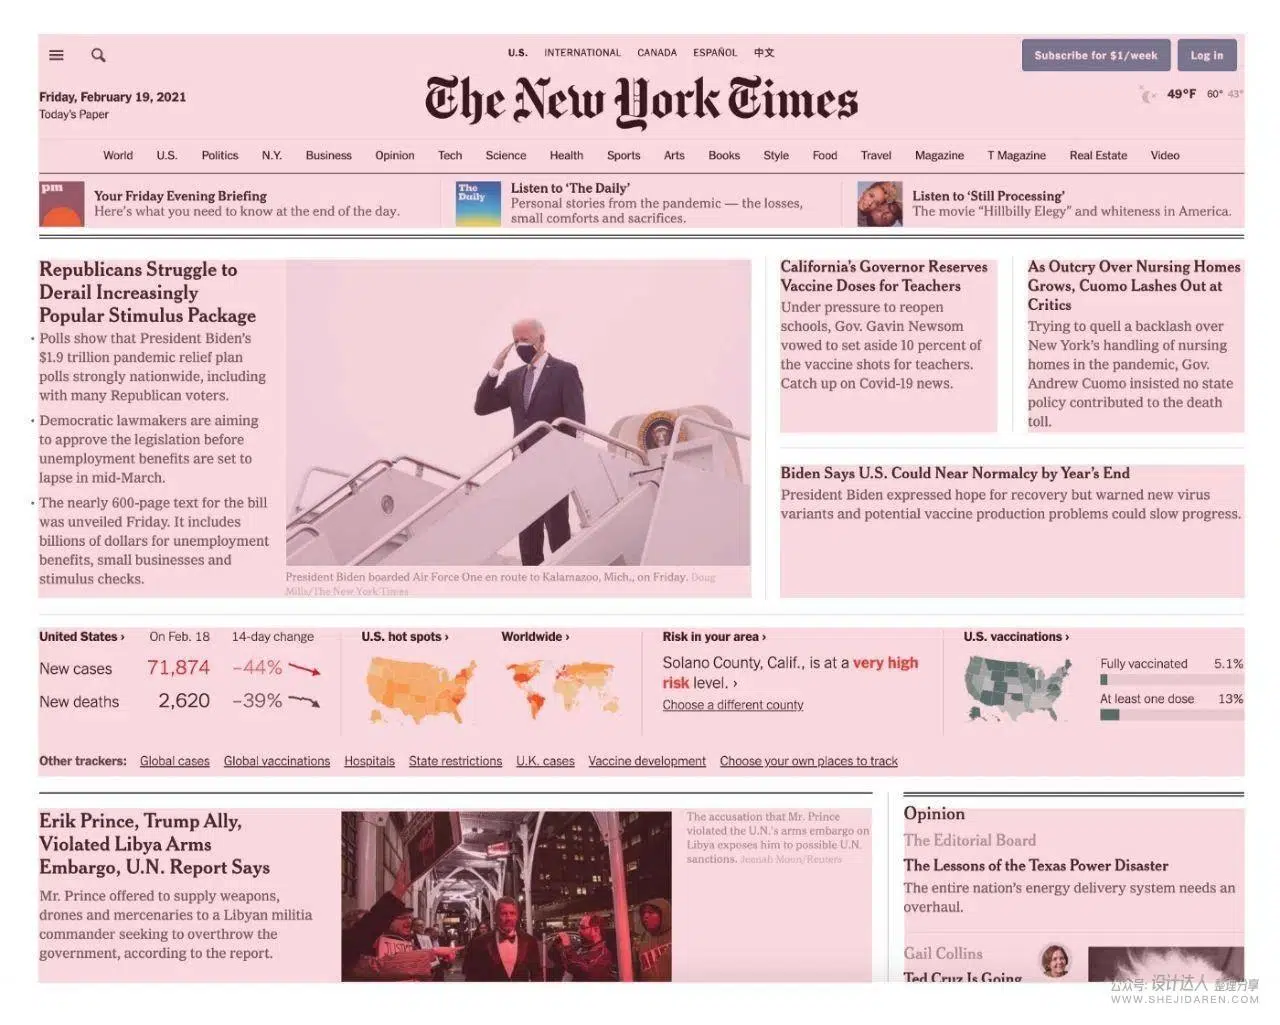 U.S. INTERNATIONAL CANADA ESPAÑOL 中文
Subscribe for $1/week Log in
Friday, February 19, 2021
Today's Paper
The New York Times
49°F 60° 43°
World U.S. Politics N.Y. Business Opinion Tech Science Health Sports Arts Books Style Food Travel Magazine T Magazine Real Estate Video
pm
Your Friday Evening Briefing
Here's what you need to know at the end of the day.
The
Daily
Listen to ‘The Daily’
Personal stories from the pandemic — the losses,
small comforts and sacrifices.
Listen to ‘Still Processing’
The movie “Hillbilly Elegy” and whiteness in America.
Republicans Struggle to
Derail Increasingly
Popular Stimulus Package
• Polls show that President Biden’s
$1.9 trillion pandemic relief plan
polls strongly nationwide, including
with many Republican voters.
• Democratic lawmakers are aiming
to approve the legislation before
unemployment benefits are set to
lapse in mid-March.
• The nearly 600-page text for the bill
was unveiled Friday. It includes
billions of dollars for unemployment
benefits, small businesses and
stimulus checks.
President Biden boarded Air Force One en route to Kalamazoo, Mich., on Friday. Doug
Mills/The New York Times
California’s Governor Reserves
Vaccine Doses for Teachers
Under pressure to reopen
schools, Gov. Gavin Newsom
vowed to set aside 10 percent of
the vaccine shots for teachers.
Catch up on Covid-19 news.
As Outcry Over Nursing Homes
Grows, Cuomo Lashes Out at
Critics
Trying to quell a backlash over
New York’s handling of nursing
homes in the pandemic, Gov.
Andrew Cuomo insisted no state
policy contributed to the death
toll.
Biden Says U.S. Could Near Normalcy by Year’s End
President Biden expressed hope for recovery but warned new virus
variants and potential vaccine production problems could slow progress.
United States › On Feb. 18 14-day change
New cases 71,874 –44%
New deaths 2,620 –39%
U.S. hot spots ›
Worldwide ›
Risk in your area ›
Solano County, Calif., is at a very high
risk level. ›
Choose a different county
U.S. vaccinations ›
Fully vaccinated 5.1%
At least one dose 13%
Other trackers: Global cases Global vaccinations Hospitals State restrictions U.K. cases Vaccine development Choose your own places to track
Erik Prince, Trump Ally,
Violated Libya Arms
Embargo, U.N. Report Says
Mr. Prince offered to supply weapons,
drones and mercenaries to a Libyan militia
commander seeking to overthrow the
government, according to the report.
The accusation that Mr. Prince
violated the U.N.’s arms embargo on
Libya exposes him to possible U.N.
sanctions. Jeenah Moon/Reuters
Opinion
The Editorial Board
The Lessons of the Texas Power Disaster
The entire nation’s energy delivery system needs an
overhaul.
Gail Collins
Ted Cruz Is Going
公众号: 设计达人 整理分享
WWW.SHEJIDAREN.COM